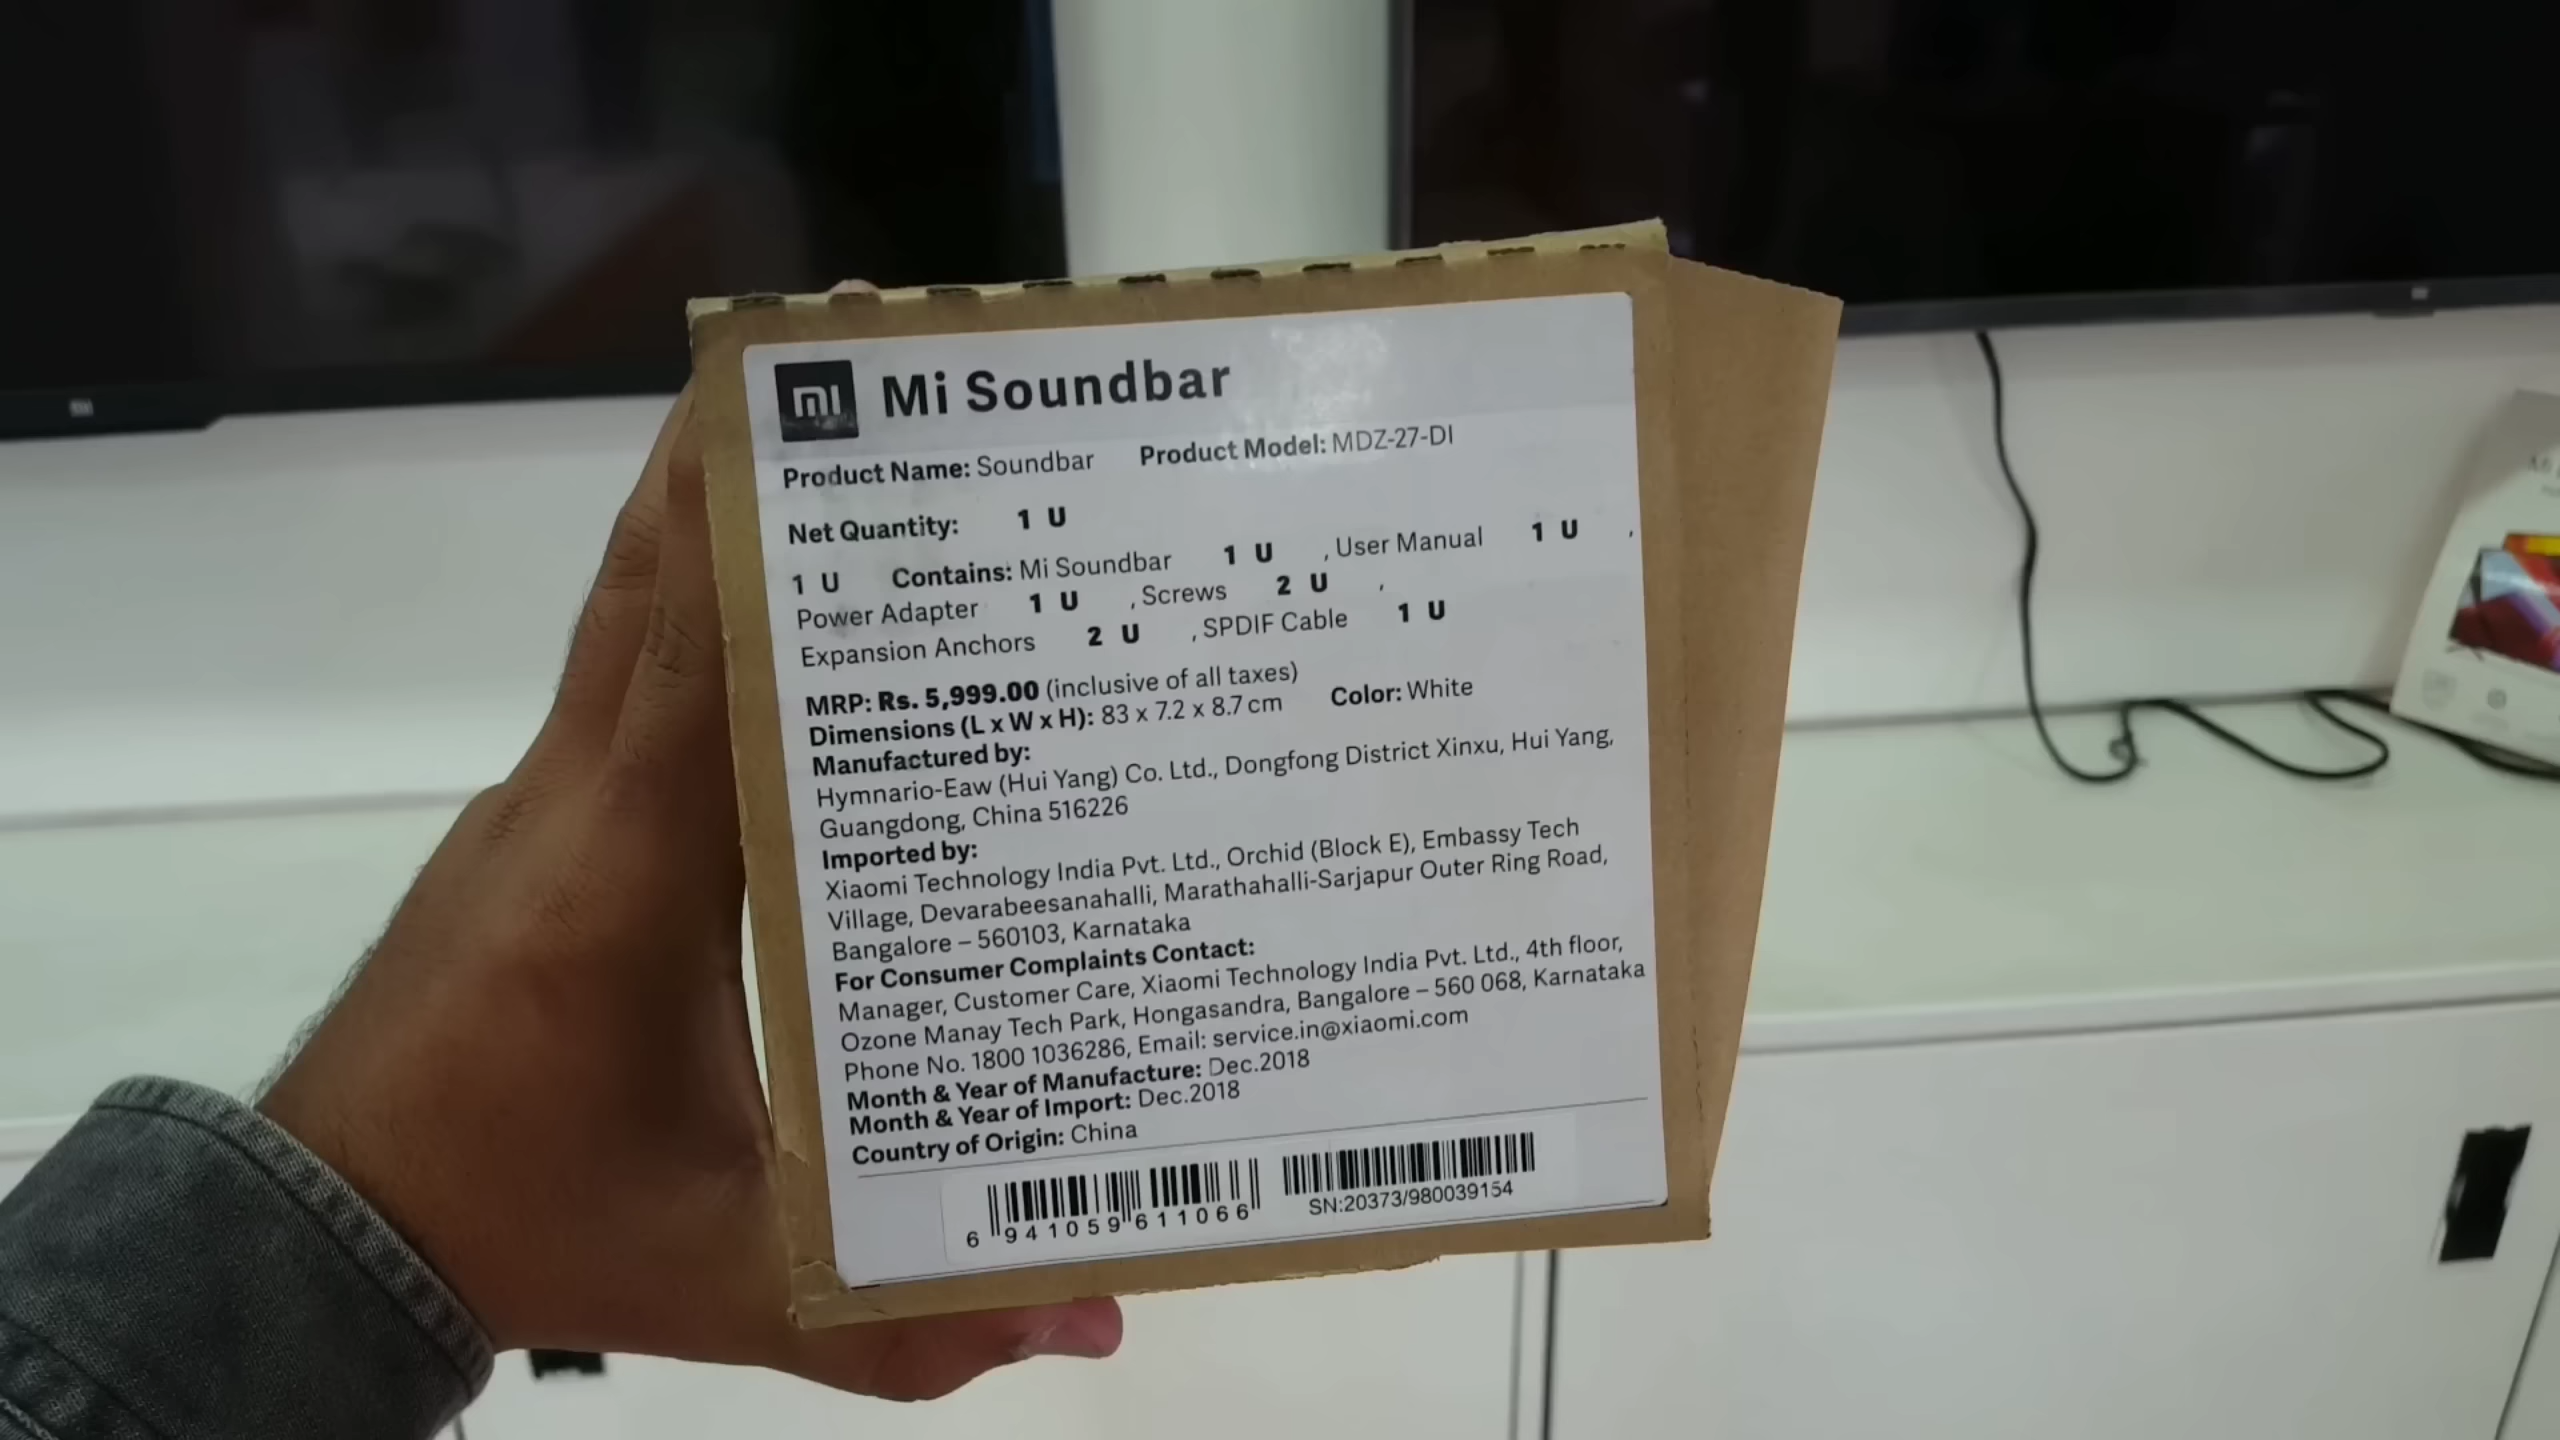 mi Mi Soundbar
Product Name: Soundbar Product Model: MDZ-27-DI
Net Quantity: 1 U
1 U Contains: Mi Soundbar 1 U , User Manual 1 U ,
Power Adapter 1 U , Screws 2 U ,
Expansion Anchors 2 U , SPDIF Cable 1 U
MRP: Rs. 5,999.00 (inclusive of all taxes)
Dimensions (L x W x H): 83 x 7.2 x 8.7 cm Color: White
Manufactured by:
Hymnario-Eaw (Hui Yang) Co. Ltd., Dongfong District Xinxu, Hui Yang,
Guangdong, China 516226
Imported by:
Xiaomi Technology India Pvt. Ltd., Orchid (Block E), Embassy Tech
Village, Devarabeesanahalli, Marathahalli-Sarjapur Outer Ring Road,
Bangalore – 560103, Karnataka
For Consumer Complaints Contact:
Manager, Customer Care, Xiaomi Technology India Pvt. Ltd., 4th floor,
Ozone Manay Tech Park, Hongasandra, Bangalore – 560 068, Karnataka
Phone No. 1800 1036286, Email: service.in@xiaomi.com
Month & Year of Manufacture: Dec.2018
Month & Year of Import: Dec.2018
Country of Origin: China
6 941059 611066
SN:20373/980039154